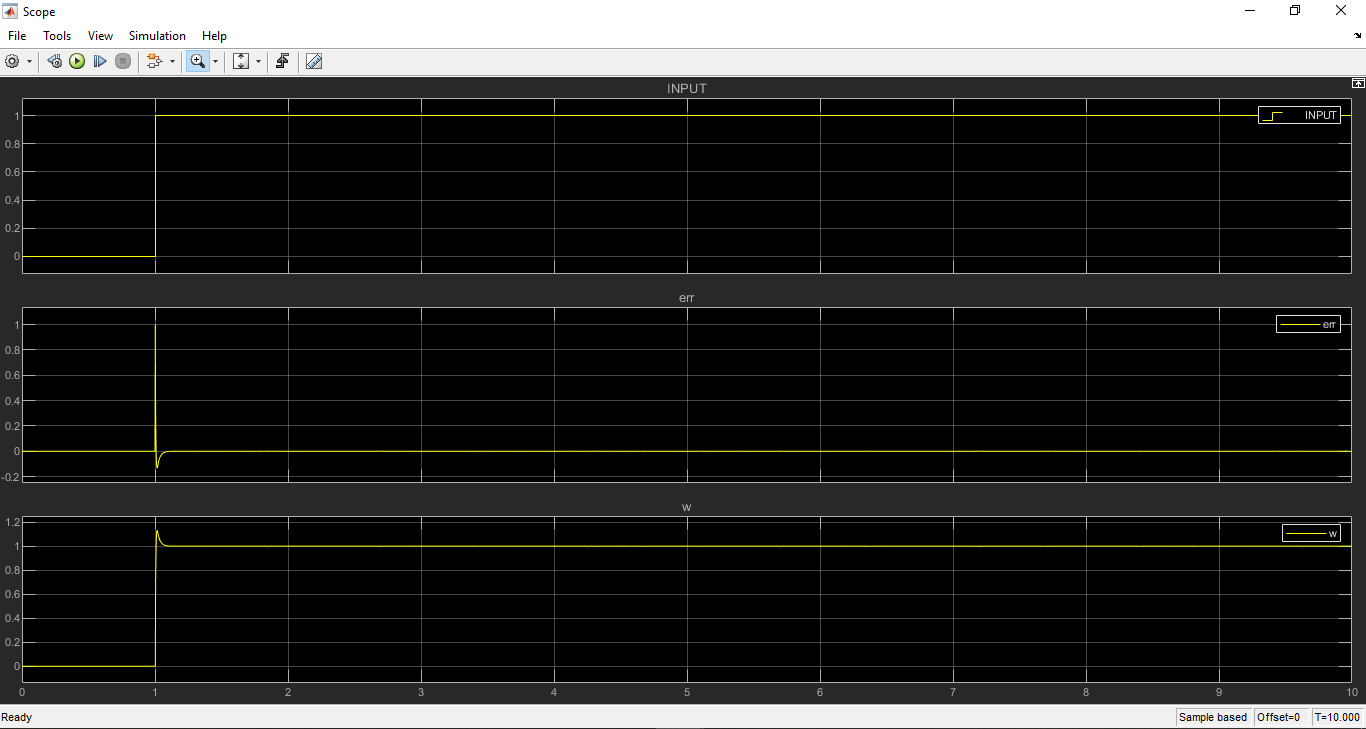 Scope
File Tools View Simulation Help
INPUT
INPUT
1
0.8
0.6
0.4
0.2
0
err
err
1
0.8
0.6
0.4
0.2
0
-0.2
w
w
1.2
1
0.8
0.6
0.4
0.2
0
0 1 2 3 4 5 6 7 8 9 10
Ready Sample based Offset=0 T=10.000